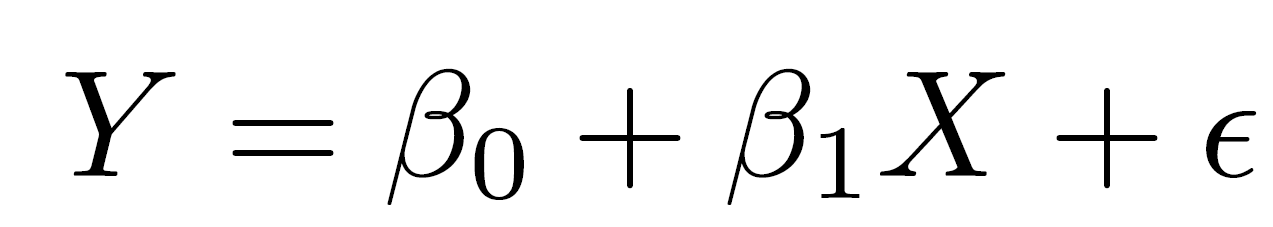 Y = β₀ + β₁X + ϵ